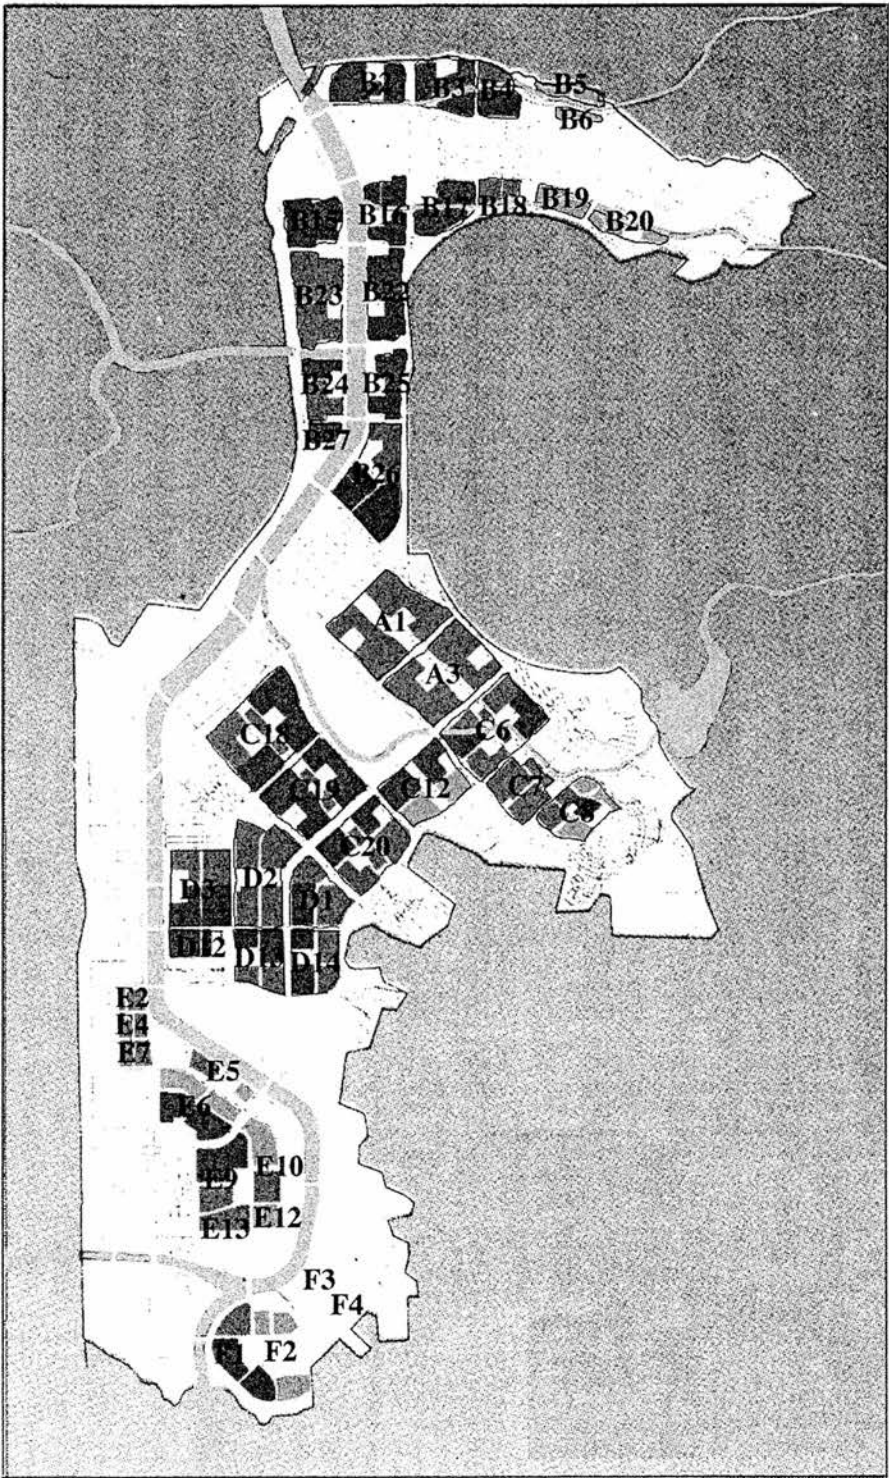 B2 B3 B4 B5
B6
B15 B16 B17 B18 B19 B20
B23 B22
B24 B25
B27
B26
A1
A3
C18 C6
C19 C12 C7
C8
C20
D3 D2 D1
D12 D13 D14
E2
E4
E7
E5
E6
E9 E10
E13 E12
F3
F4
F1 F2